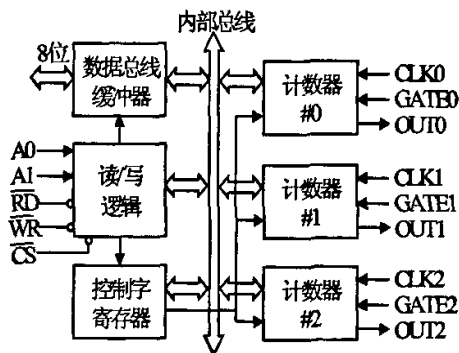 内部总线
8位
数据总线
缓冲器
计数器
#0
CLK0
GATE0
OUT0
A0
A1
RD
WR
CS
读/写
逻辑
计数器
#1
CLK1
GATE1
OUT1
控制字
寄存器
计数器
#2
CLK2
GATE2
OUT2